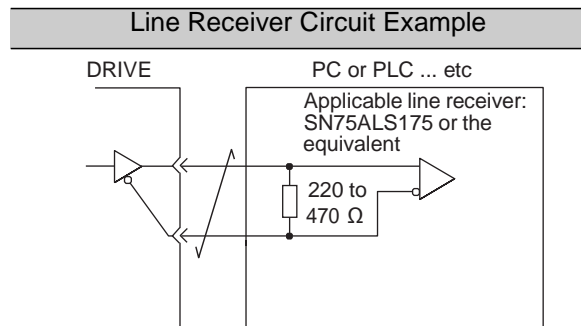 Line Receiver Circuit Example
DRIVE
PC or PLC ... etc
Applicable line receiver:
SN75ALS175 or the
equivalent
220 to
470 Ω